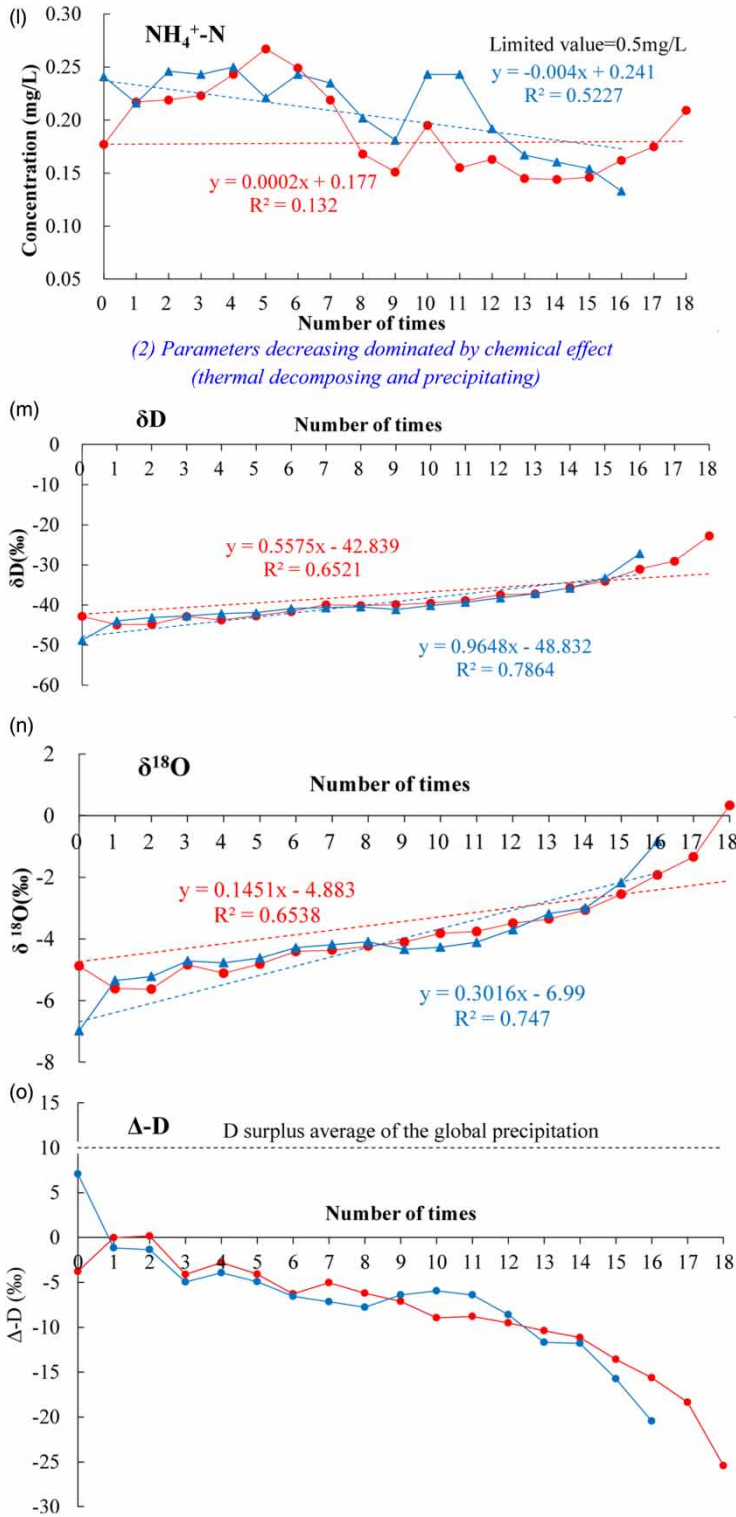 (l)
NH₄⁺-N
Limited value=0.5mg/L
y = -0.004x + 0.241
R² = 0.5227
y = 0.0002x + 0.177
R² = 0.132
Concentration (mg/L)
0.30
0.25
0.20
0.15
0.10
0.05
0 1 2 3 4 5 6 7 8 9 10 11 12 13 14 15 16 17 18
Number of times
(2) Parameters decreasing dominated by chemical effect
(thermal decomposing and precipitating)
(m)
δD
Number of times
0 1 2 3 4 5 6 7 8 9 10 11 12 13 14 15 16 17 18
0
-10
-20
-30
-40
-50
-60
δD(‰)
y = 0.5575x - 42.839
R² = 0.6521
y = 0.9648x - 48.832
R² = 0.7864
(n)
δ¹⁸O
Number of times
2
0
-2
-4
-6
-8
0 1 2 3 4 5 6 7 8 9 10 11 12 13 14 15 16 17 18
δ ¹⁸O(‰)
y = 0.1451x - 4.883
R² = 0.6538
y = 0.3016x - 6.99
R² = 0.747
(o)
Δ-D
D surplus average of the global precipitation
Number of times
15
10
5
0
-5
-10
-15
-20
-25
-30
0 1 2 3 4 5 6 7 8 9 10 11 12 13 14 15 16 17 18
Δ-D (‰)